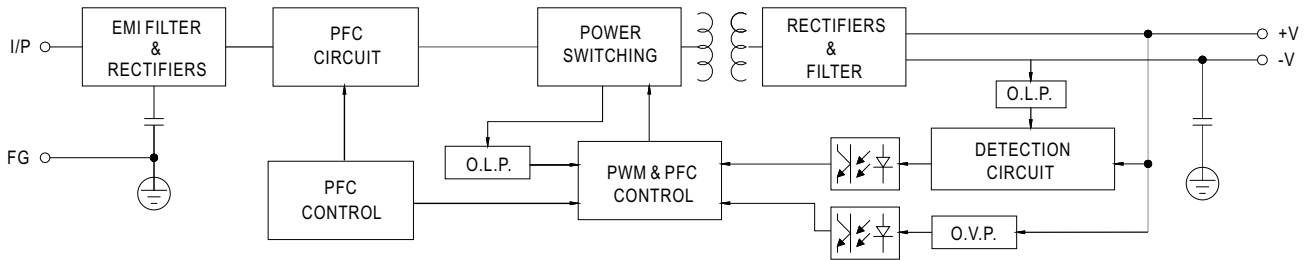 I/P
EMI FILTER
&
RECTIFIERS
PFC
CIRCUIT
POWER
SWITCHING
RECTIFIERS
&
FILTER
+V
-V
O.L.P.
FG
O.L.P.
PFC
CONTROL
PWM & PFC
CONTROL
DETECTION
CIRCUIT
O.V.P.